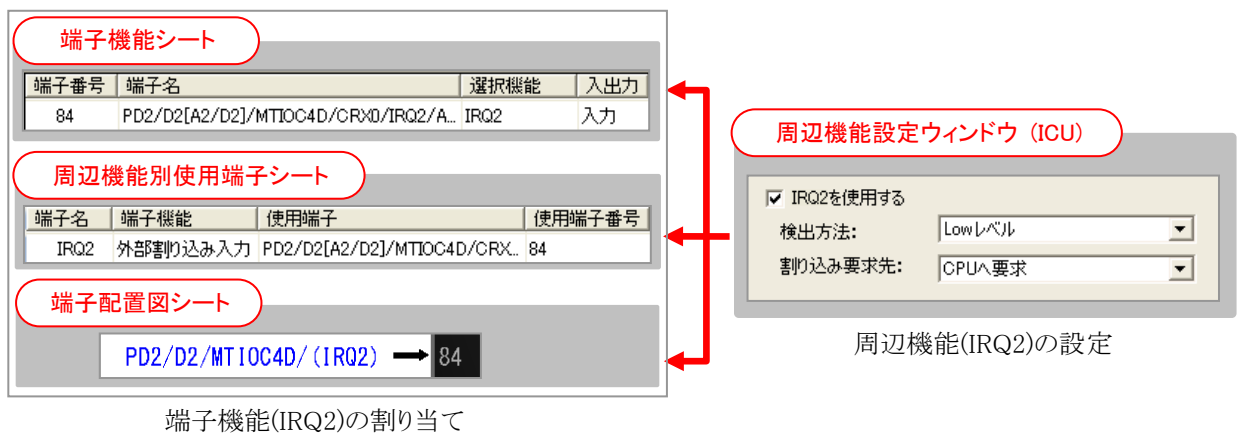 端子機能シート
端子番号 端子名 選択機能 入出力
84 PD2/D2[A2/D2]/MTIOC4D/CRX0/IRQ2/A... IRQ2 入力
周辺機能別使用端子シート
端子名 端子機能 使用端子 使用端子番号
IRQ2 外部割り込み入力 PD2/D2[A2/D2]/MTIOC4D/CRX... 84
端子配置図シート
PD2/D2/MTIOC4D/(IRQ2) 84
端子機能(IRQ2)の割り当て
周辺機能設定ウィンドウ (ICU)
IRQ2を使用する
検出方法: Lowレベル
割り込み要求先: CPUへ要求
周辺機能(IRQ2)の設定